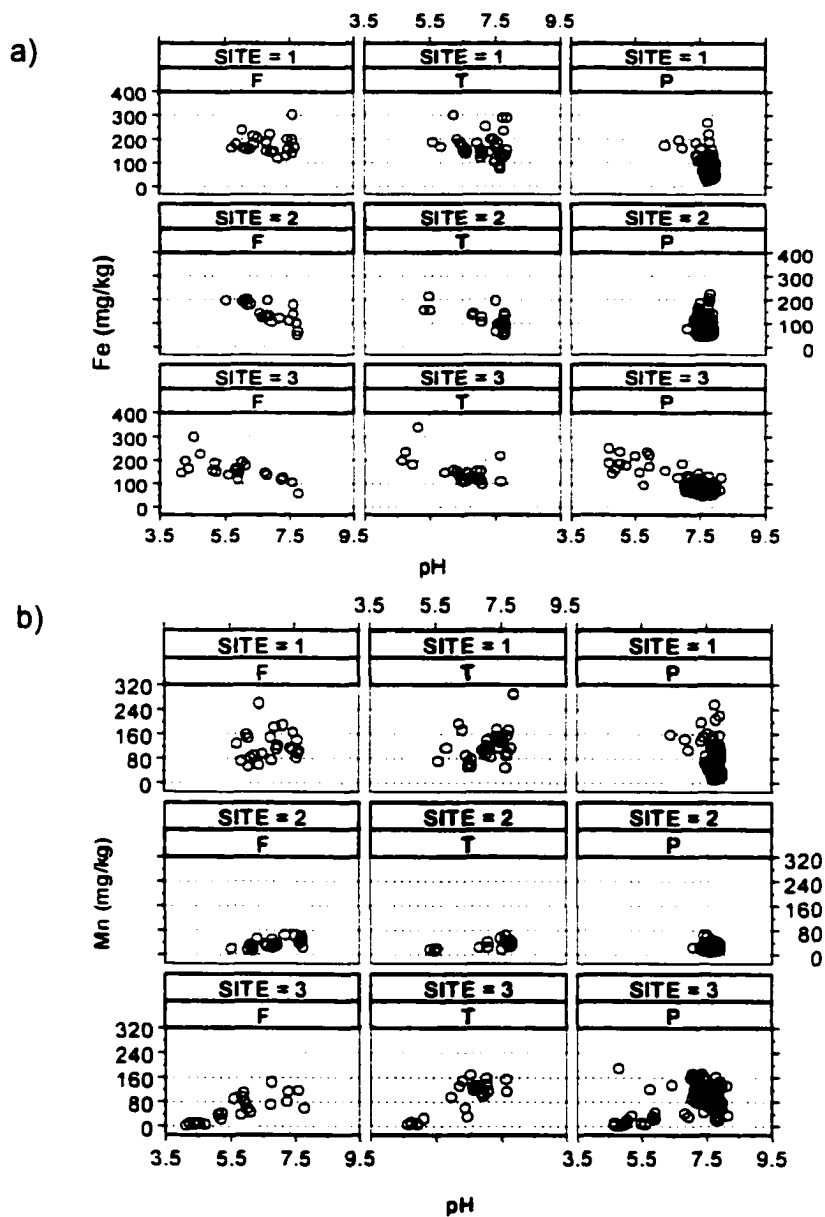 a)
3.5 5.5 7.5 9.5
SITE = 1 SITE = 1 SITE = 1
F T P
400
300
200
100
0
SITE = 2 SITE = 2 SITE = 2
F T P
400
300
200
100
0
Fe (mg/kg)
SITE = 3 SITE = 3 SITE = 3
F T P
400
300
200
100
0
3.5 5.5 7.5 9.5 3.5 5.5 7.5 9.5
pH
b)
3.5 5.5 7.5 9.5
SITE = 1 SITE = 1 SITE = 1
F T P
320
240
160
80
0
SITE = 2 SITE = 2 SITE = 2
F T P
320
240
160
80
0
Mn (mg/kg)
SITE = 3 SITE = 3 SITE = 3
F T P
320
240
160
80
0
3.5 5.5 7.5 9.5 3.5 5.5 7.5 9.5
pH